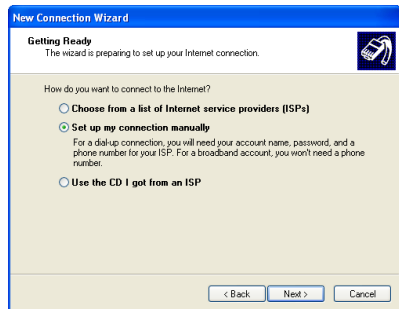 New Connection Wizard
Getting Ready
The wizard is preparing to set up your Internet connection.
How do you want to connect to the Internet?
Choose from a list of Internet service providers (ISPs)
Set up my connection manually
For a dial-up connection, you will need your account name, password, and a
phone number for your ISP. For a broadband account, you won't need a phone
number.
Use the CD I got from an ISP
< Back
Next >
Cancel